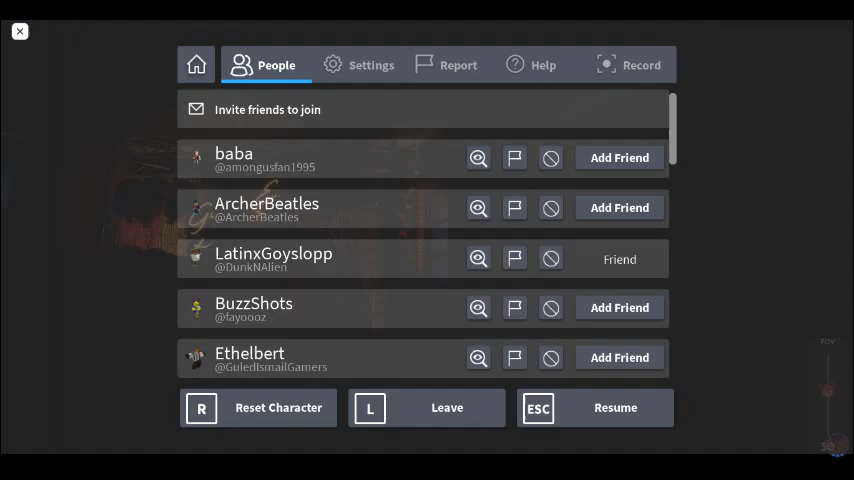 People
Settings
Report
Help
Record
Invite friends to join
baba
@amongusfan1995
Add Friend
ArcherBeatles
@ArcherBeatles
Add Friend
LatinxGoyslopp
@DunkNAlien
Friend
BuzzShots
@fayoooz
Add Friend
Ethelbert
@GuledIsmailGamers
Add Friend
R Reset Character
L Leave
ESC Resume
FOV